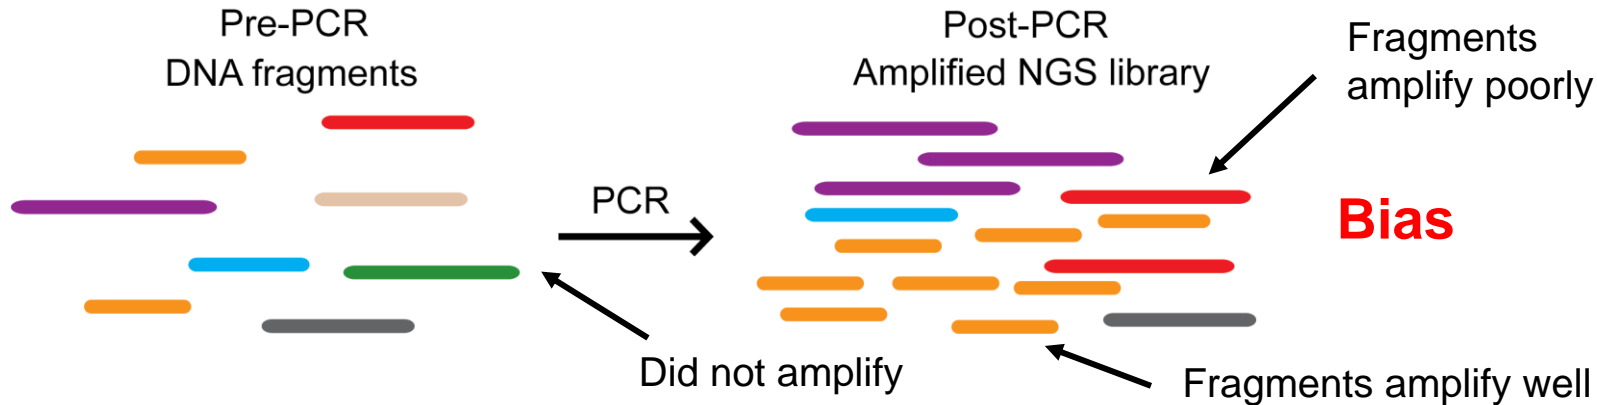 Pre-PCR
DNA fragments
PCR
Did not amplify
Post-PCR
Amplified NGS library
Fragments
amplify poorly
Bias
Fragments amplify well